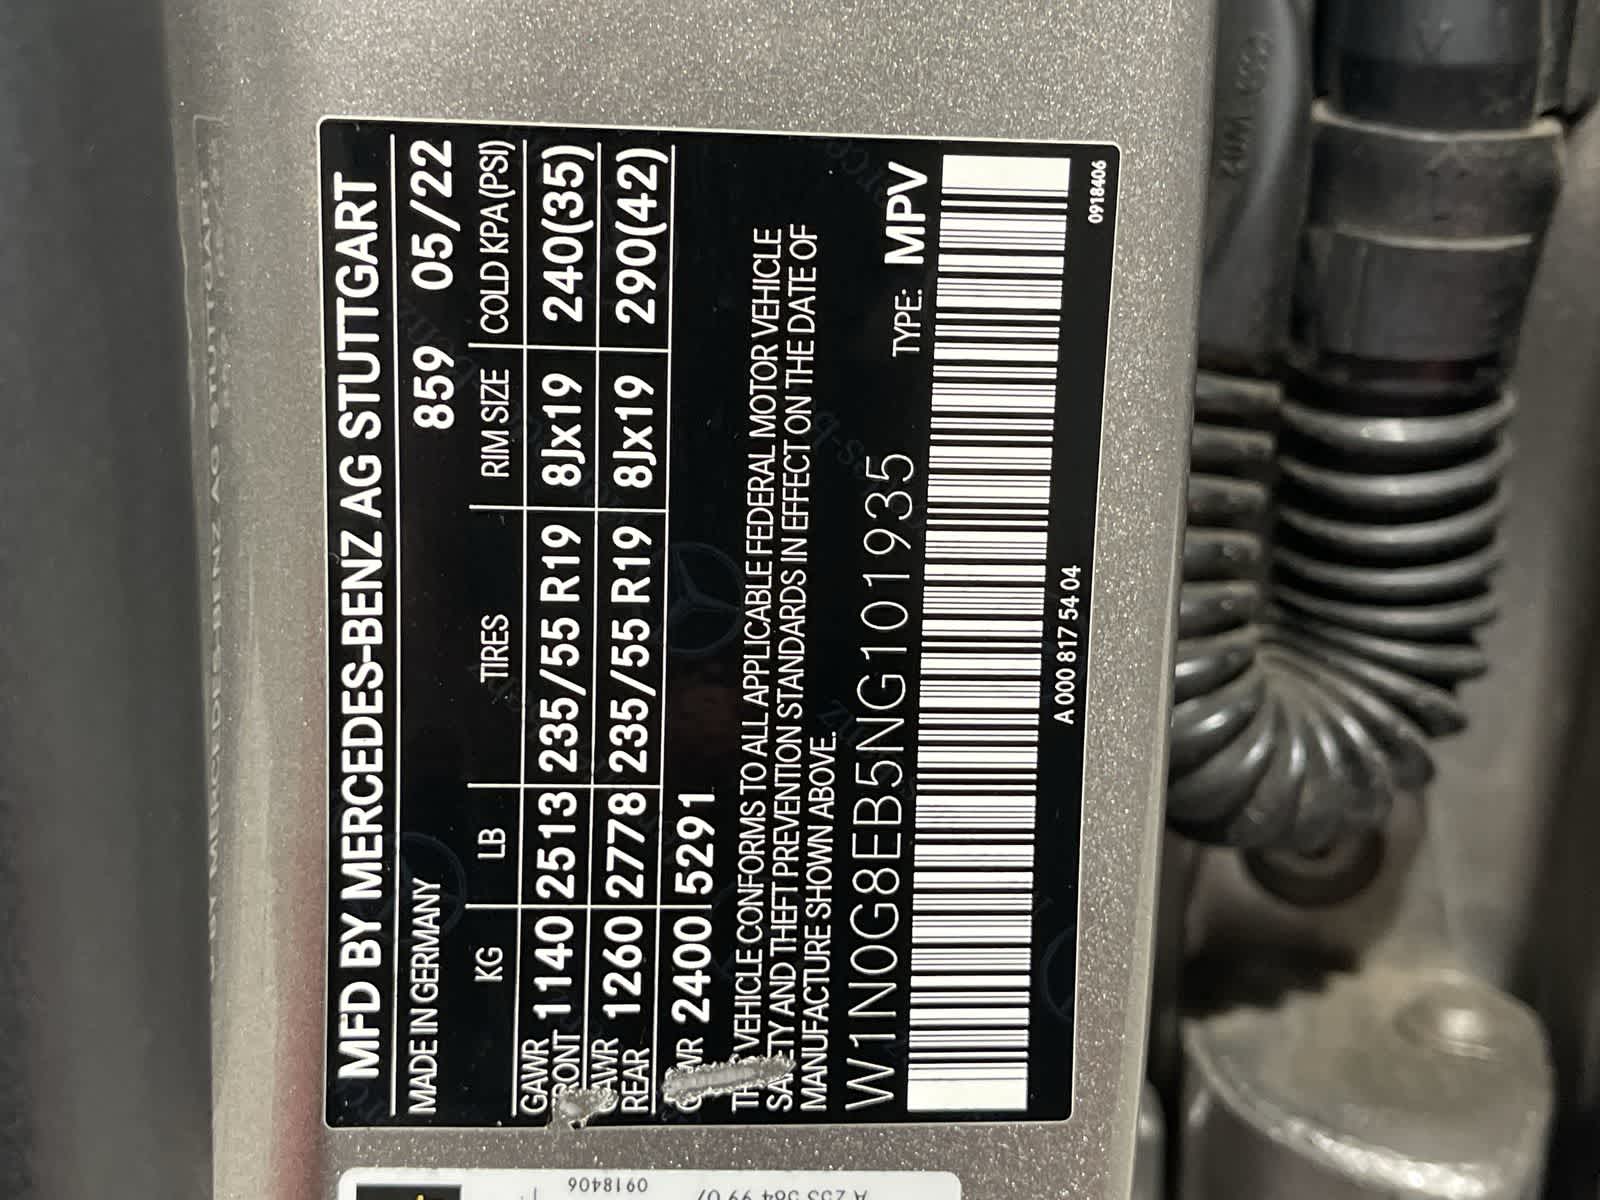 MFD BY MERCEDES-BENZ AG STUTTGART
MADE IN GERMANY 859 05/22
KG LB TIRES RIM SIZE COLD KPA(PSI)
GAWR FRONT 1140 2513 235/55 R19 8Jx19 240(35)
REAR 1260 2778 235/55 R19 8Jx19 290(42)
2400 5291
VEHICLE CONFORMS TO ALL APPLICABLE FEDERAL MOTOR VEHICLE
AND THEFT PREVENTION STANDARDS IN EFFECT ON THE DATE OF
MANUFACTURE SHOWN ABOVE.
W1N0G8EB5NG101935 TYPE: MPV
A 000 817 54 04
0918406
0918406